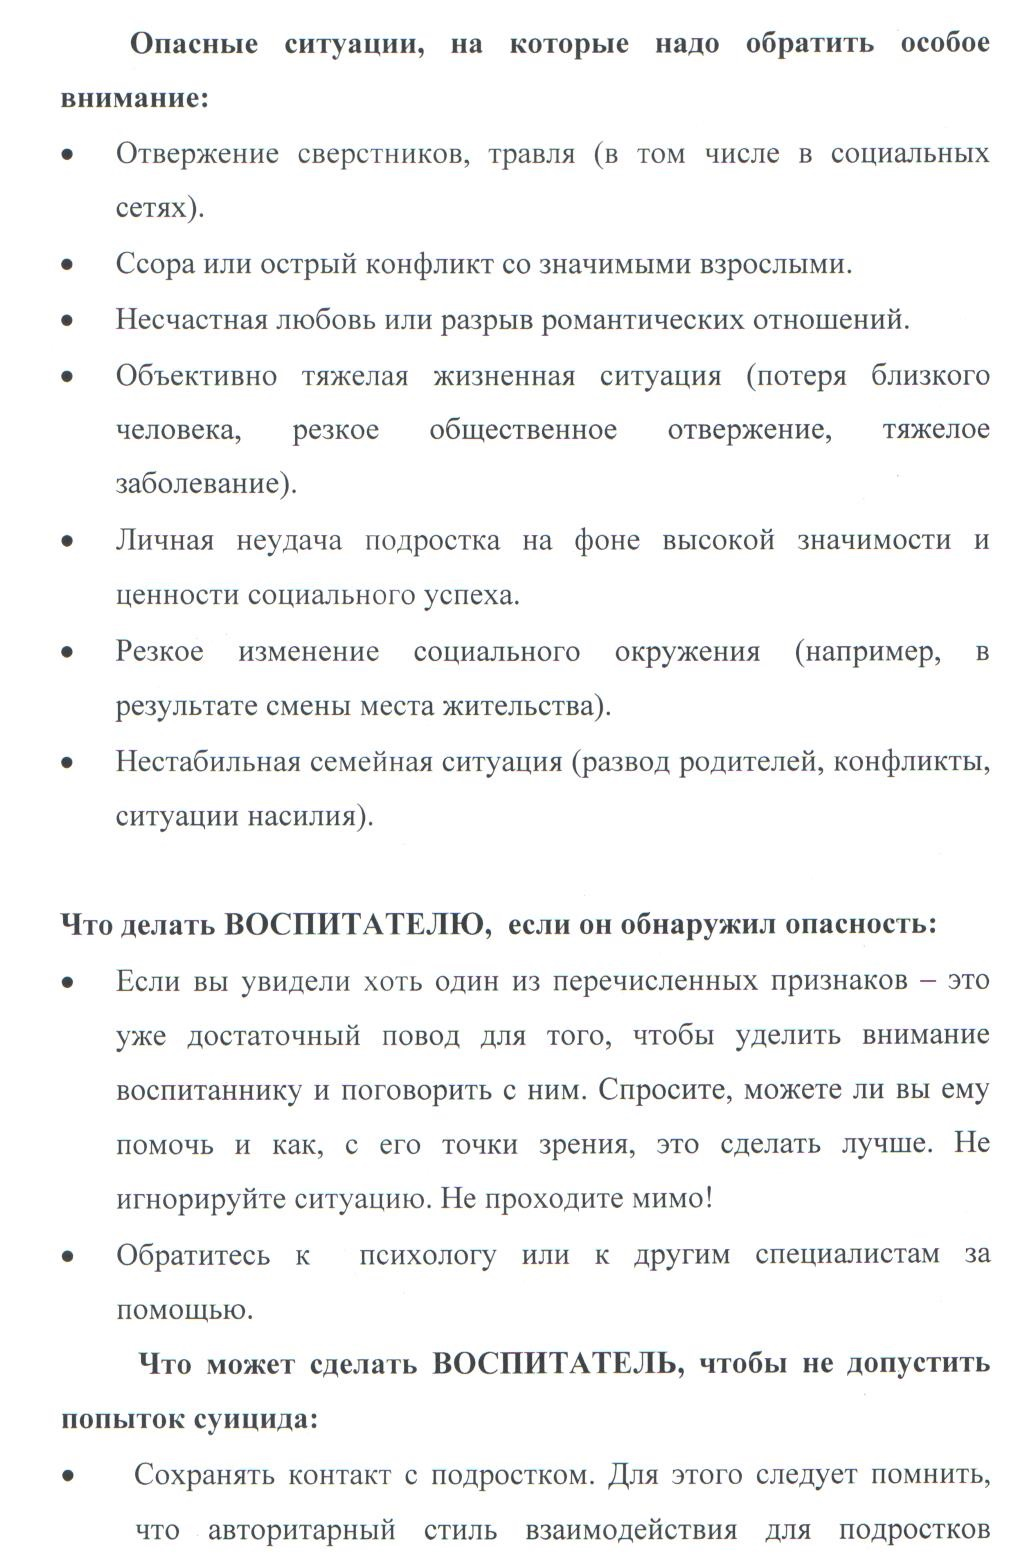 Опасные ситуации, на которые надо обратить особое
внимание:
• Отвержение сверстников, травля (в том числе в социальных
сетях).
• Ссора или острый конфликт со значимыми взрослыми.
• Несчастная любовь или разрыв романтических отношений.
• Объективно тяжелая жизненная ситуация (потеря близкого
человека, резкое общественное отвержение, тяжелое
заболевание).
• Личная неудача подростка на фоне высокой значимости и
ценности социального успеха.
• Резкое изменение социального окружения (например, в
результате смены места жительства).
• Нестабильная семейная ситуация (развод родителей, конфликты,
ситуации насилия).
Что делать ВОСПИТАТЕЛЮ, если он обнаружил опасность:
• Если вы увидели хоть один из перечисленных признаков – это
уже достаточный повод для того, чтобы уделить внимание
воспитаннику и поговорить с ним. Спросите, можете ли вы ему
помочь и как, с его точки зрения, это сделать лучше. Не
игнорируйте ситуацию. Не проходите мимо!
• Обратитесь к психологу или к другим специалистам за
помощью.
Что может сделать ВОСПИТАТЕЛЬ, чтобы не допустить
попыток суицида:
• Сохранять контакт с подростком. Для этого следует помнить,
что авторитарный стиль взаимодействия для подростков